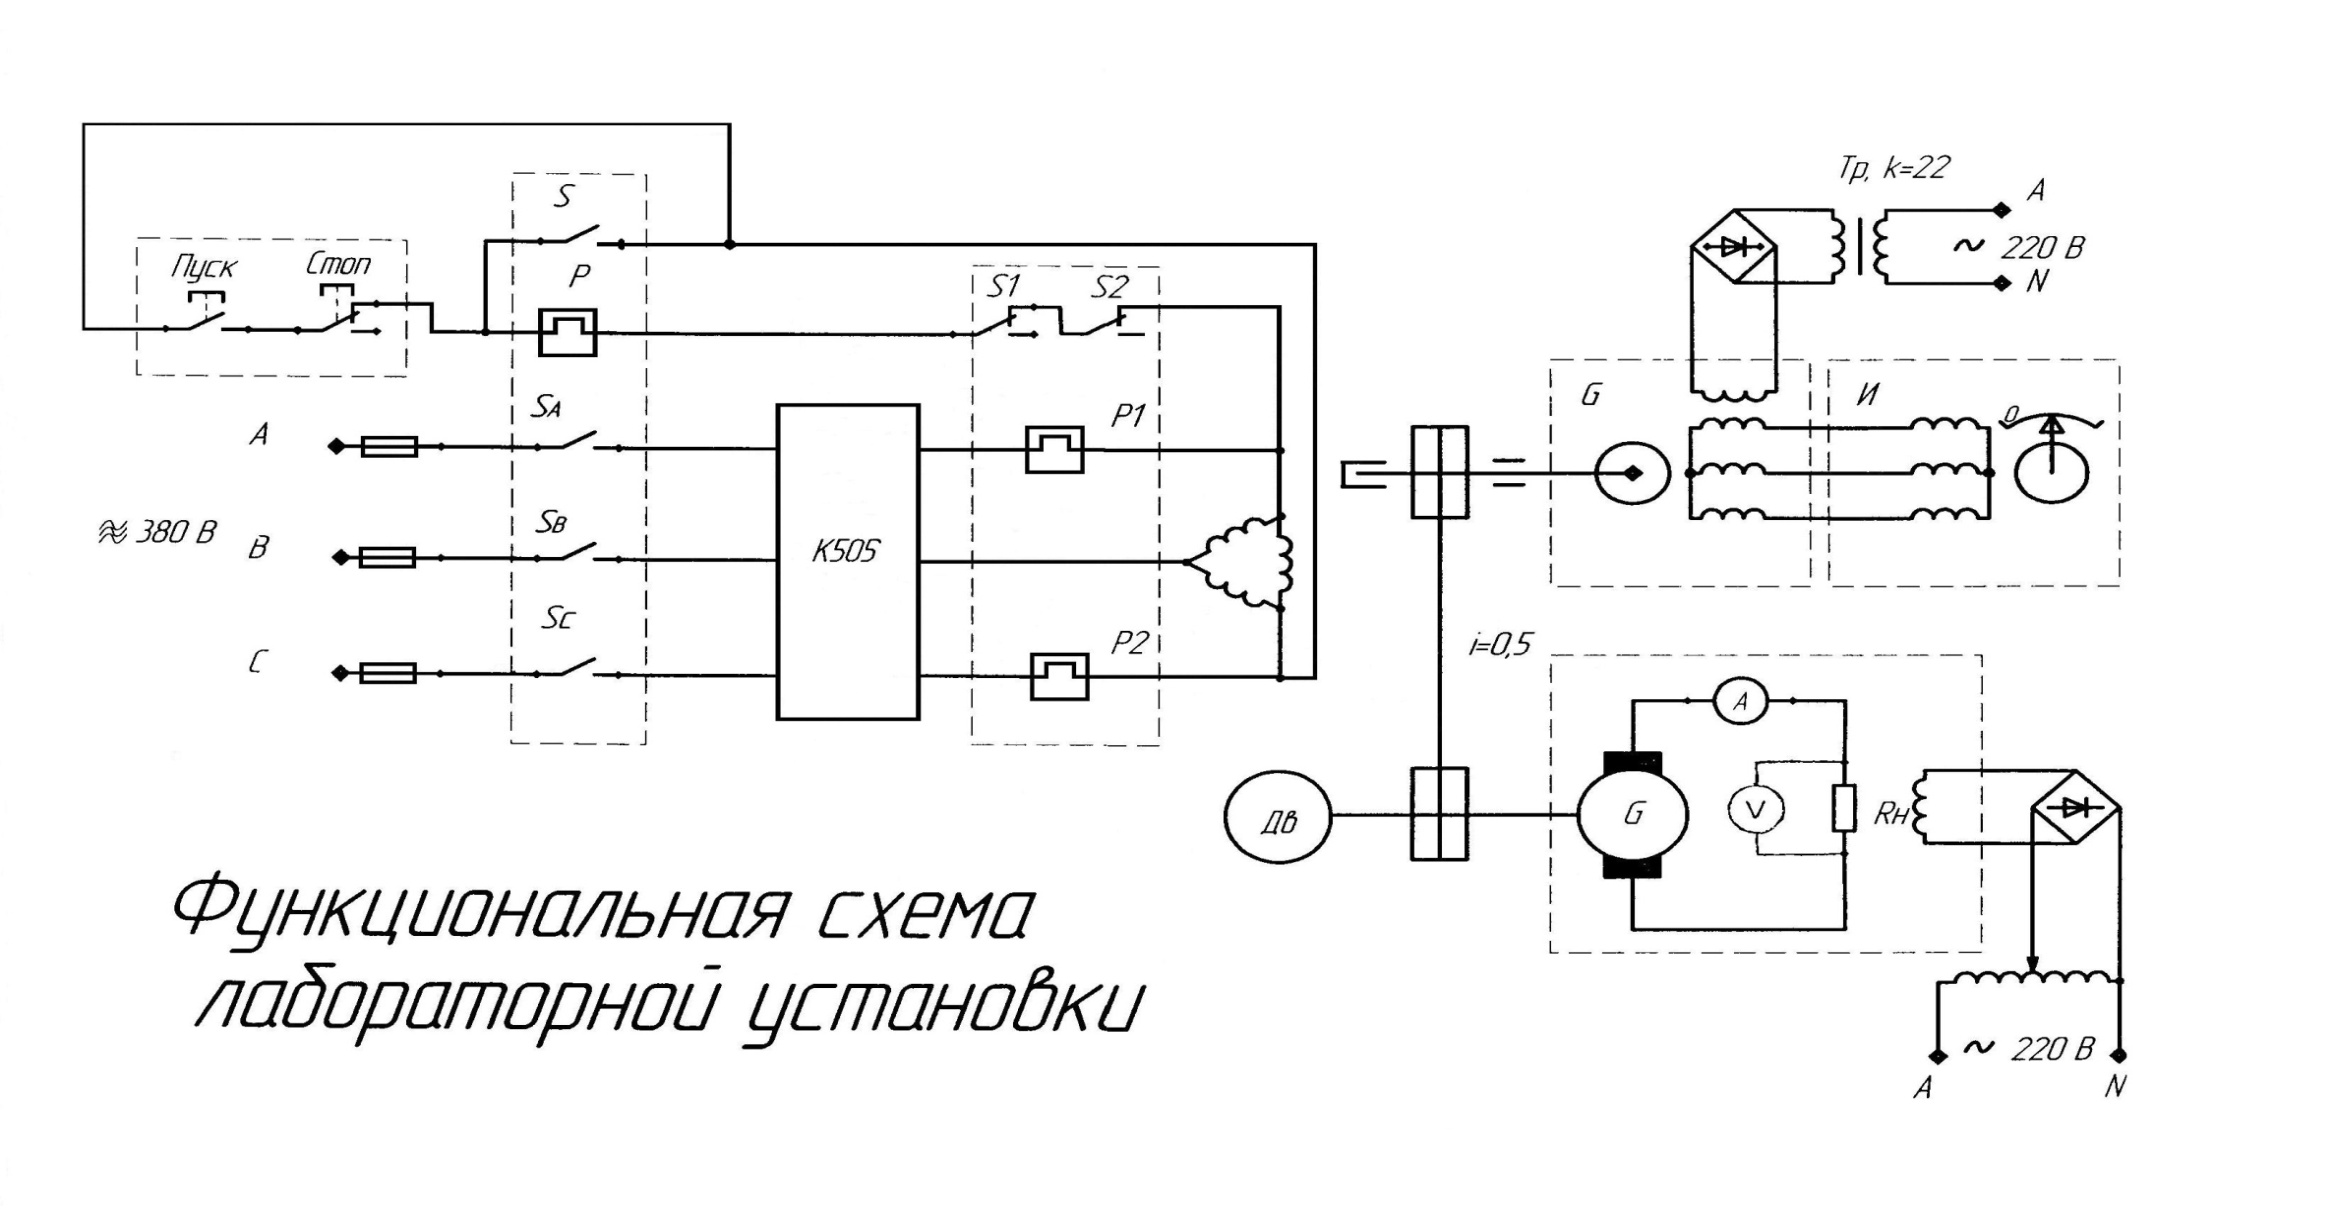 Тр, k=22
A
~ 220 В
N
S
P
Пуск
Стоп
S1
S2
SA
P1
A
≈ 380 В
B
SB
K505
C
SC
P2
G
И
0
i=0,5
A
Дв
G
V
Rн
Функциональная схема
лабораторной установки
~ 220 В
A
N